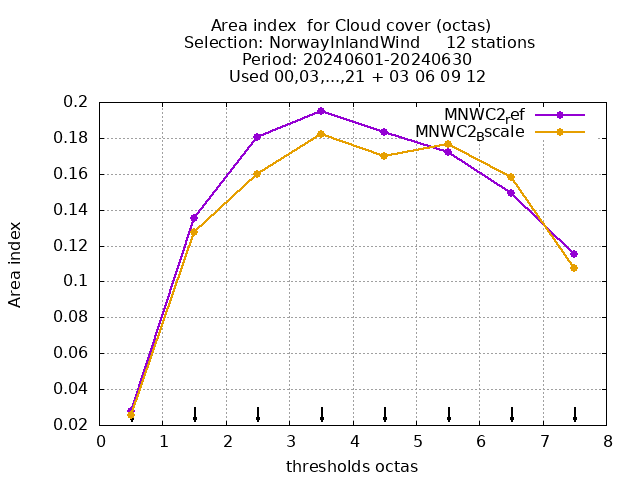 Area index  for Cloud cover (octas)
Selection: NorwayInlandWind     12 stations
Period: 20240601-20240630
Used 00,03,...,21 + 03 06 09 12
MNWC2ref
MNWC2Bscale
0.2
0.18
0.16
0.14
0.12
0.1
0.08
0.06
0.04
0.02
Area index
0 1 2 3 4 5 6 7 8
thresholds octas